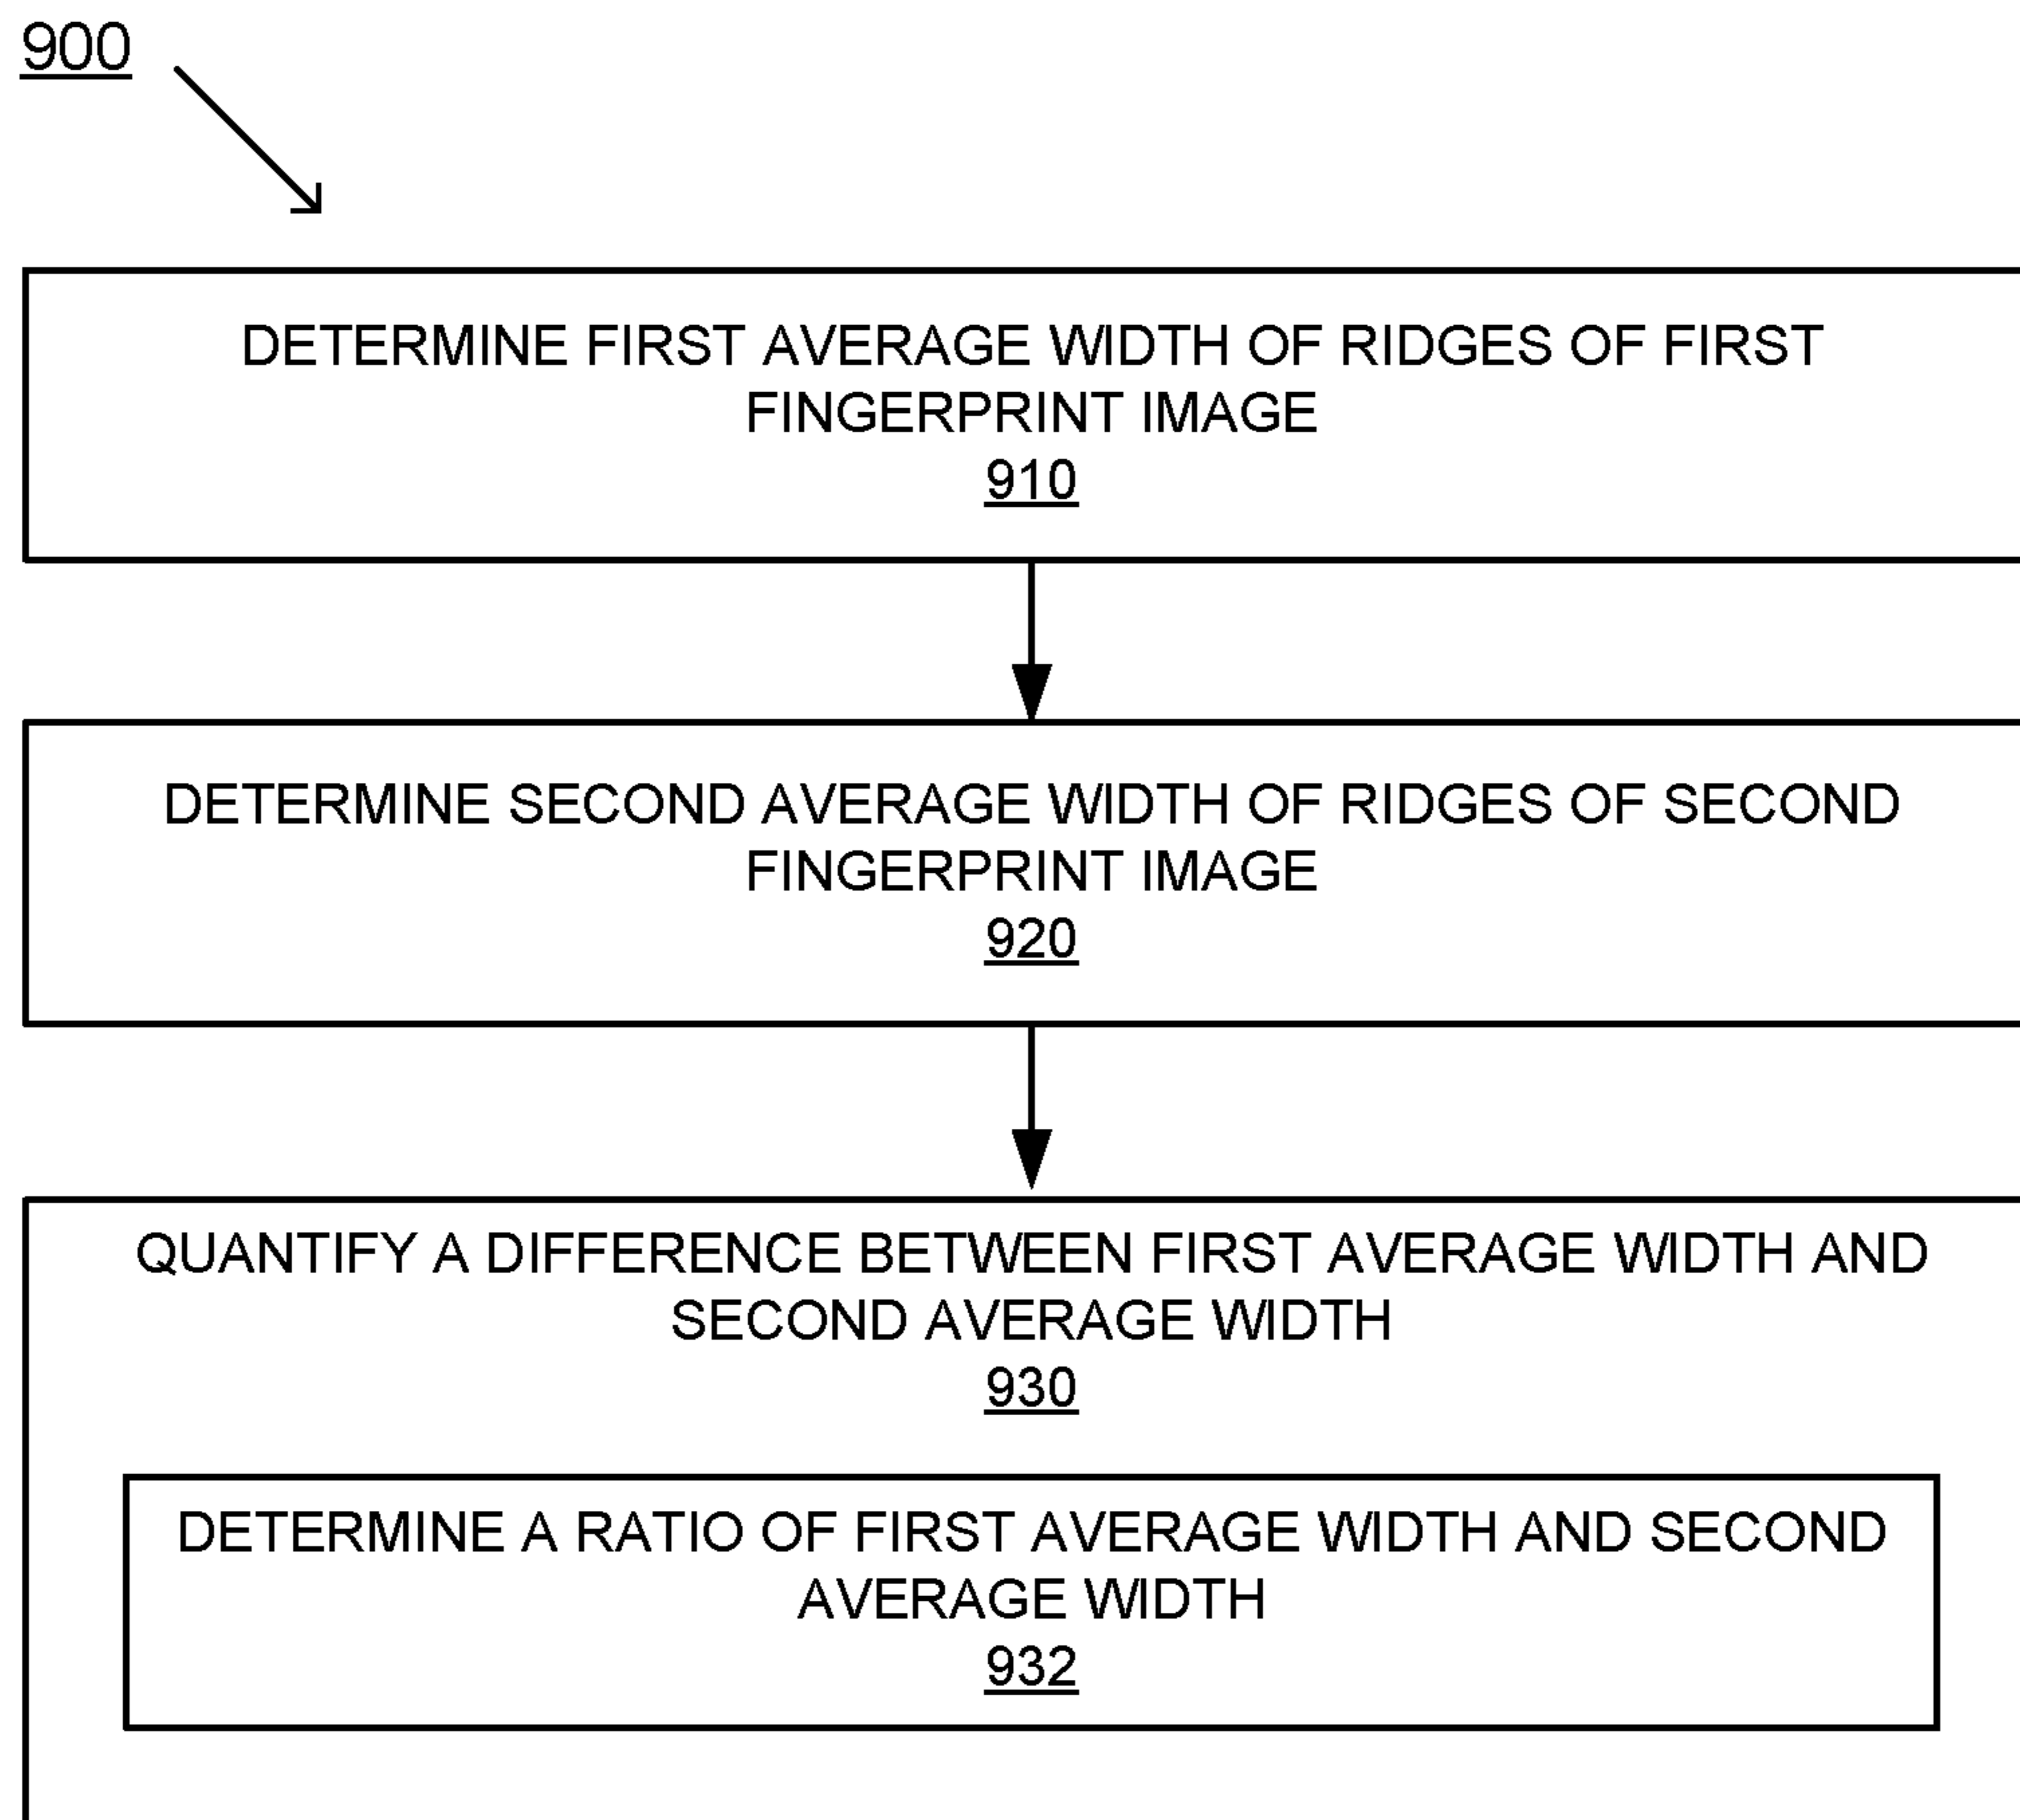 900
DETERMINE FIRST AVERAGE WIDTH OF RIDGES OF FIRST
FINGERPRINT IMAGE
910
DETERMINE SECOND AVERAGE WIDTH OF RIDGES OF SECOND
FINGERPRINT IMAGE
920
QUANTIFY A DIFFERENCE BETWEEN FIRST AVERAGE WIDTH AND
SECOND AVERAGE WIDTH
930
DETERMINE A RATIO OF FIRST AVERAGE WIDTH AND SECOND
AVERAGE WIDTH
932